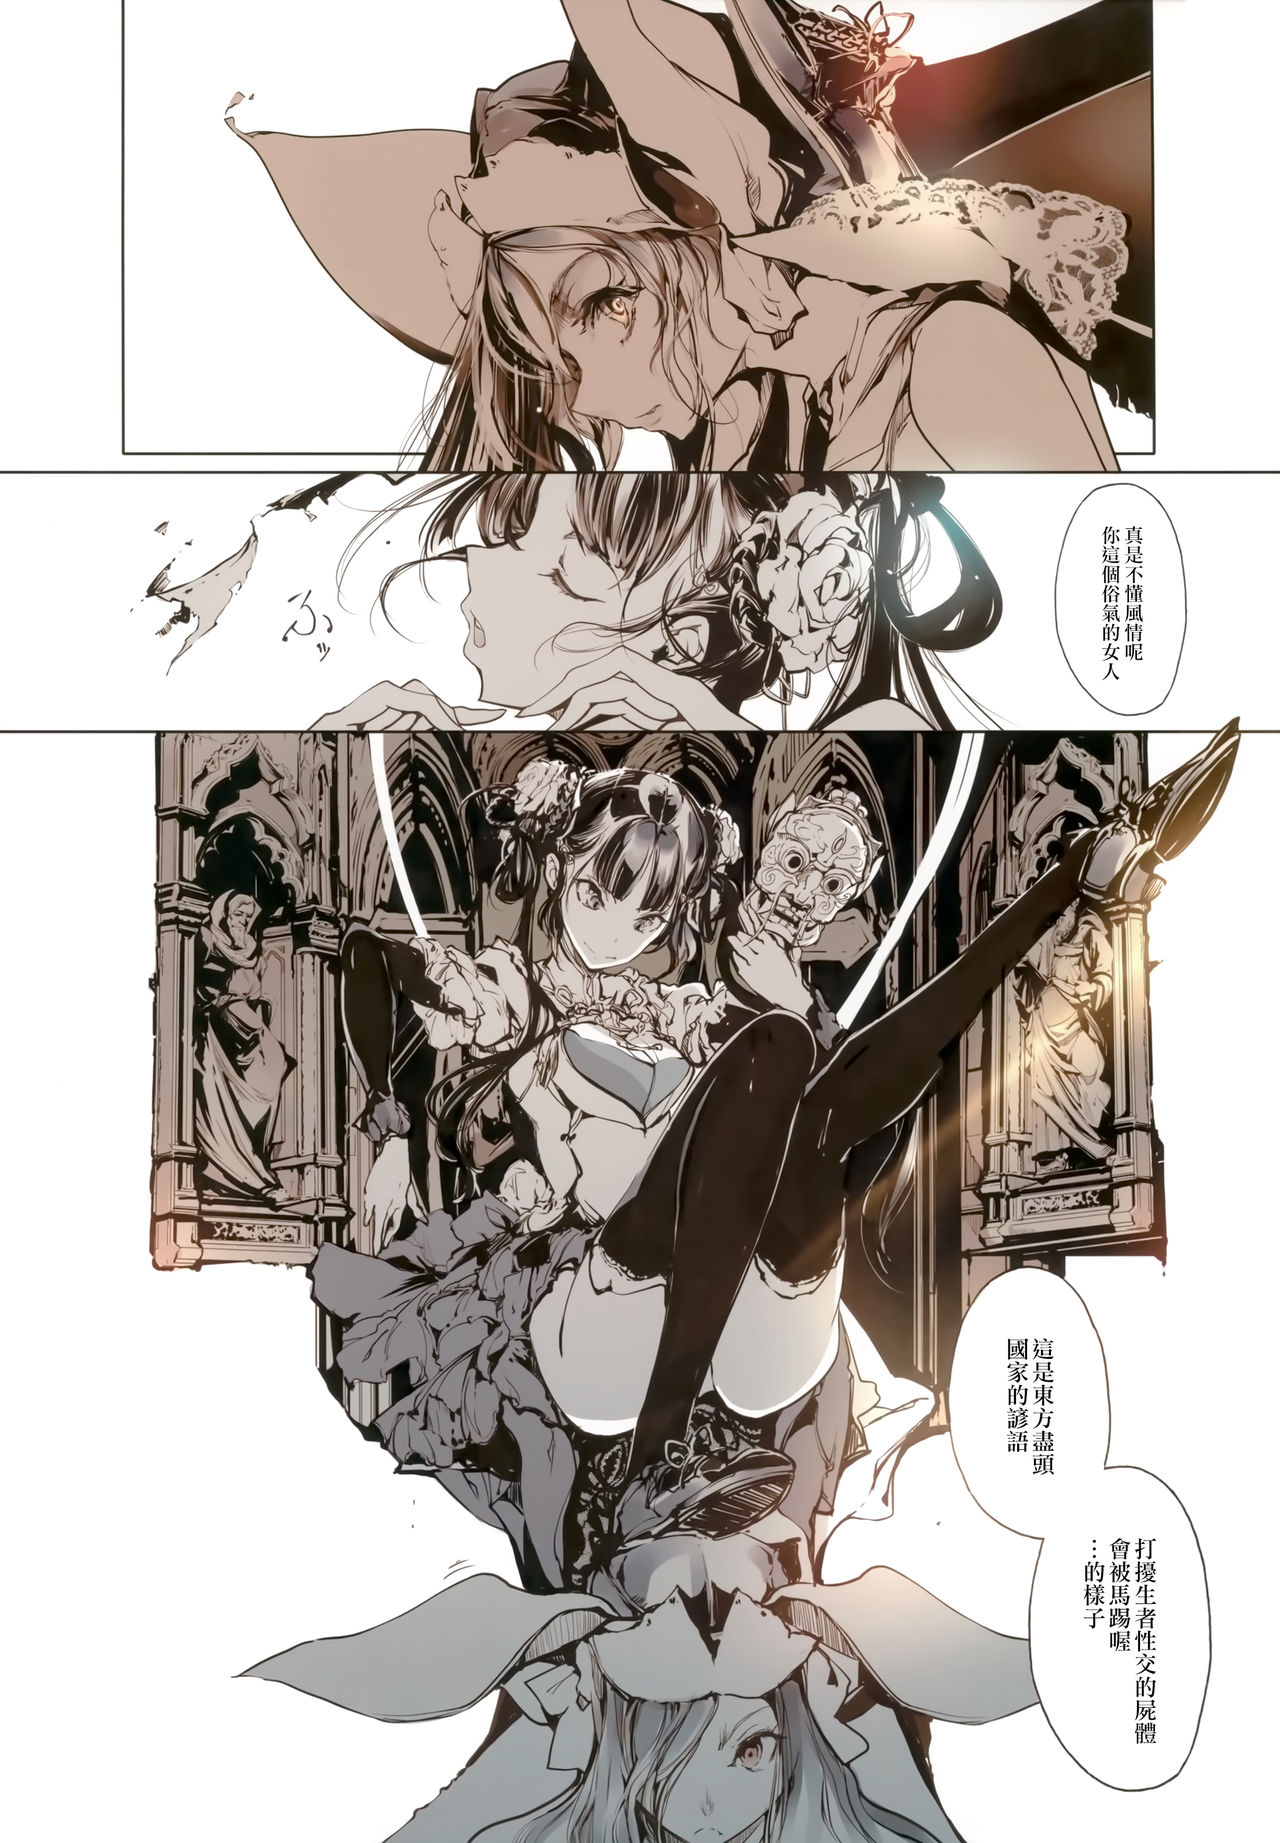 真是不懂風情呢
你這個俗氣的女人
ふッ
這是東方盡頭
國家的諺語
打擾生者性交的屍體
會被馬踢喔
…的樣子